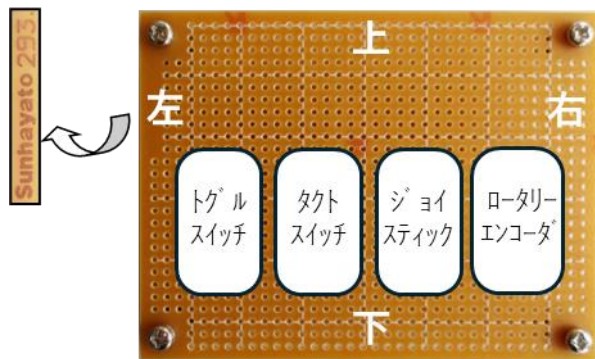 Sunhayato 293.
上
左
右
トグル
スイッチ
タクト
スイッチ
ジョイ
スティック
ロータリー
エンコーダ
下